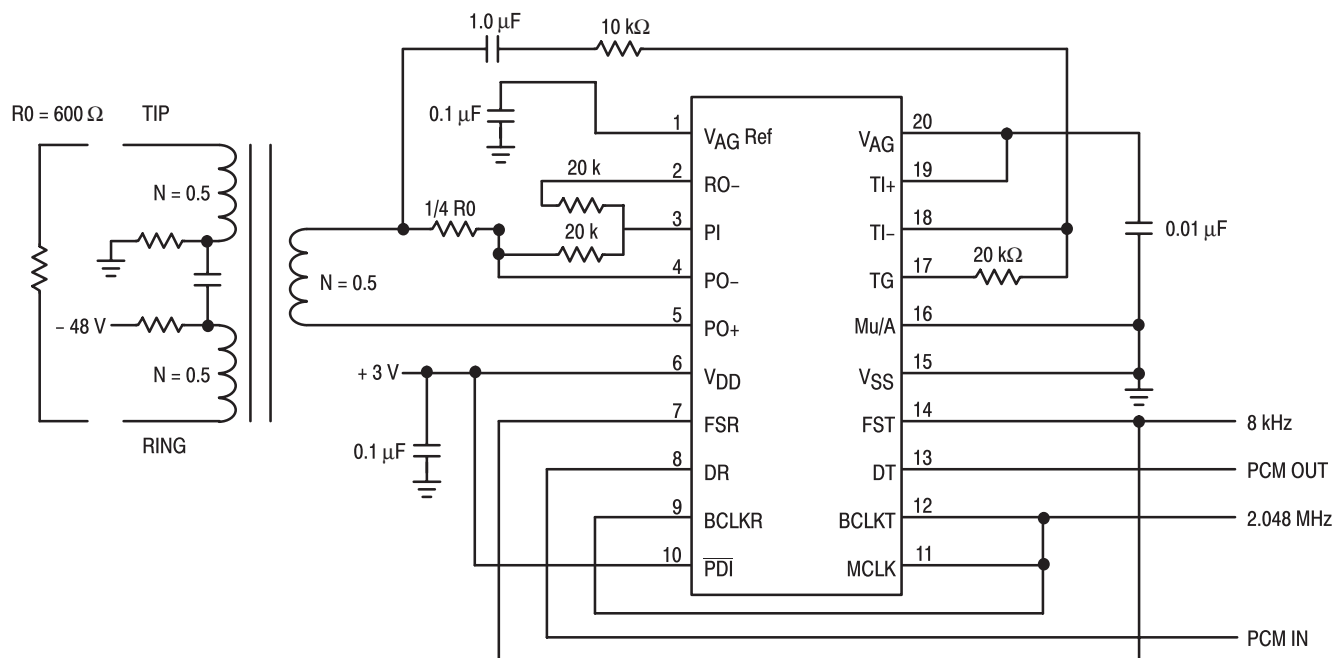 1.0 μF
10 kΩ
0.1 μF
R0 = 600 Ω
TIP
N = 0.5
– 48 V
N = 0.5
RING
N = 0.5
1/4 R0
20 k
20 k
+ 3 V
0.1 μF
1 VAG Ref
2 RO–
3 PI
4 PO–
5 PO+
6 VDD
7 FSR
8 DR
9 BCLKR
10 PDI
VAG 20
TI+ 19
TI– 18
TG 17
Mu/A 16
VSS 15
FST 14
DT 13
BCLKT 12
MCLK 11
20 kΩ
0.01 μF
8 kHz
PCM OUT
2.048 MHz
PCM IN